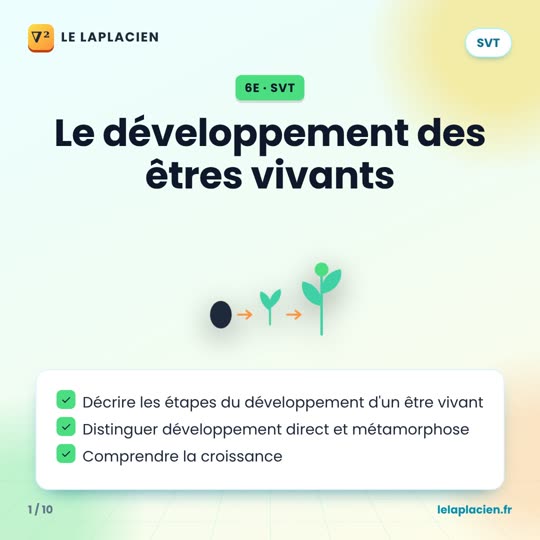 ∇²
LE LAPLACIEN
SVT
6E · SVT
Le développement des
êtres vivants
Décrire les étapes du développement d'un être vivant
Distinguer développement direct et métamorphose
Comprendre la croissance
1 / 10
lelaplacien.fr